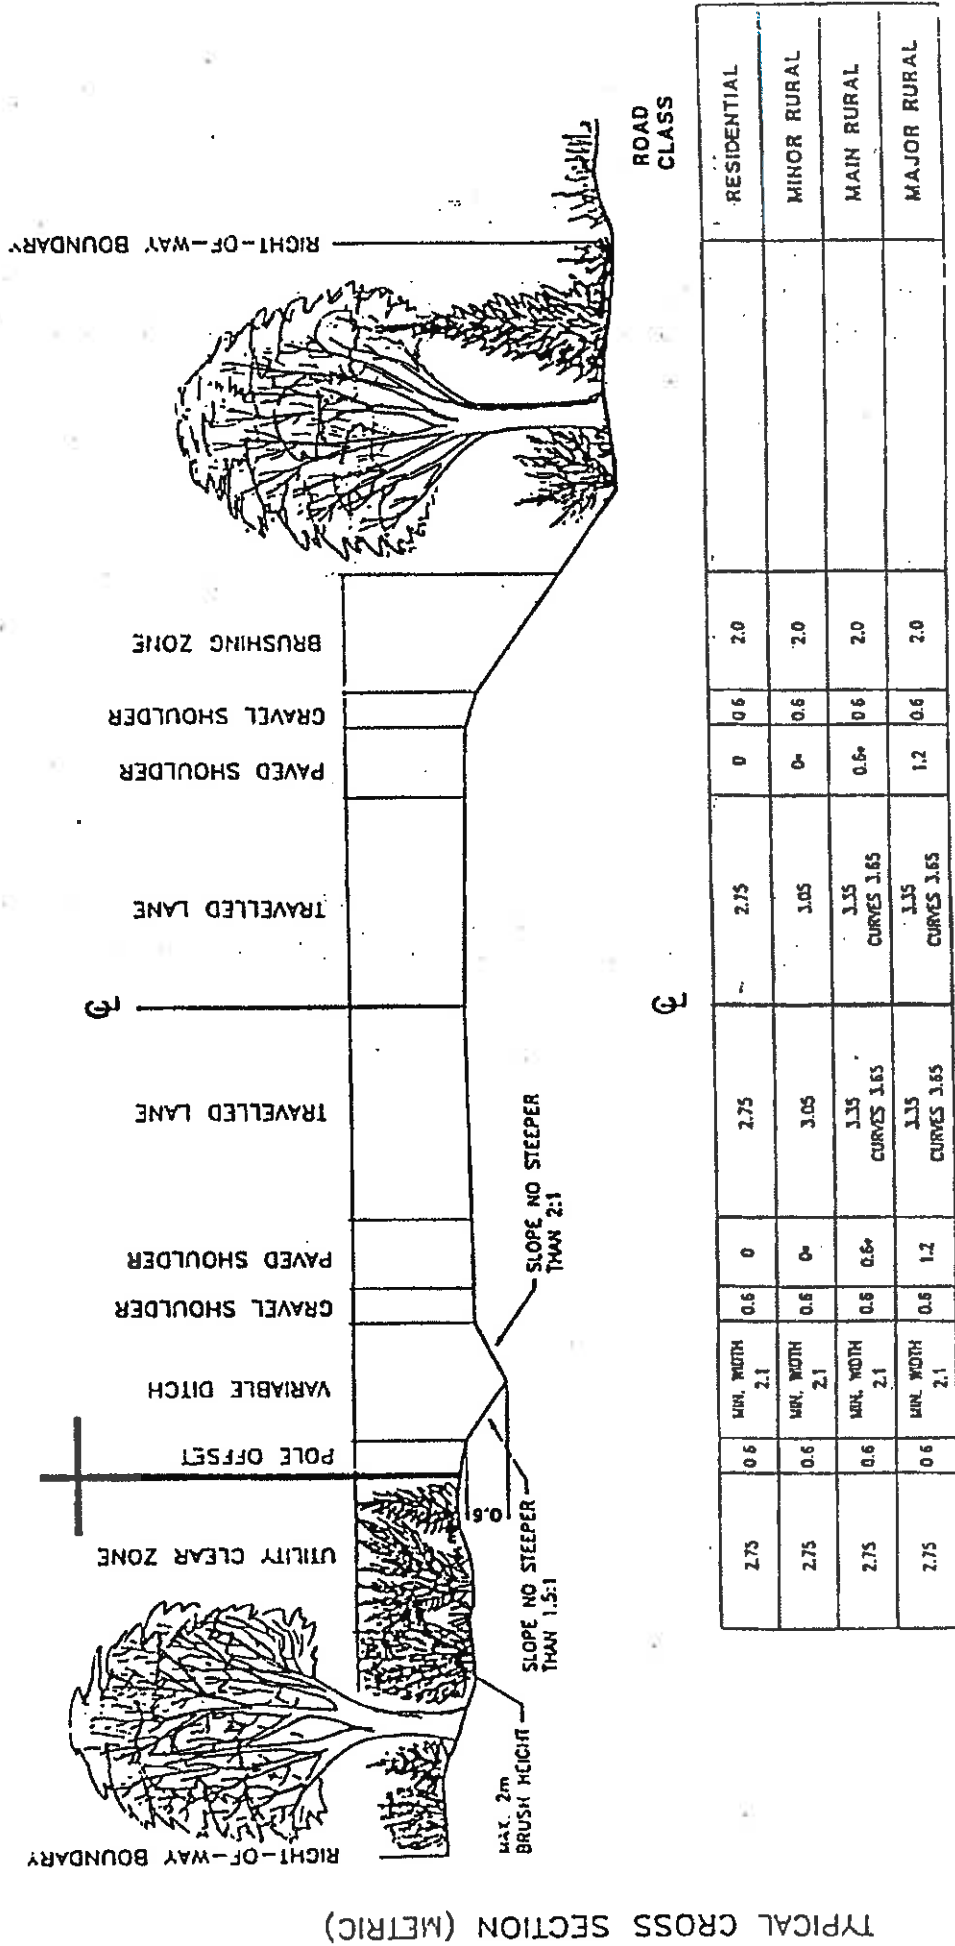 TYPICAL CROSS SECTION (METRIC)
RIGHT-OF-WAY BOUNDARY
UTILITY CLEAR ZONE
POLE OFFSET
VARIABLE DITCH
GRAVEL SHOULDER
PAVED SHOULDER
TRAVELLED LANE
℄
TRAVELLED LANE
PAVED SHOULDER
GRAVEL SHOULDER
BRUSHING ZONE
RIGHT-OF-WAY BOUNDARY
MAX. 2m
BRUSH HEIGHT
SLOPE NO STEEPER
THAN 1.5:1
0.6
SLOPE NO STEEPER
THAN 2:1
℄
ROAD
CLASS
2.75 0.6 MIN. WIDTH 2.1 0.6 0 2.75 2.75 0 0.6 2.0 RESIDENTIAL
2.75 0.6 MIN. WIDTH 2.1 0.6 0* 3.05 3.05 0* 0.6 2.0 MINOR RURAL
2.75 0.6 MIN. WIDTH 2.1 0.6 0.6* 3.35 CURVES 3.65 3.35 CURVES 3.65 0.6* 0.6 2.0 MAIN RURAL
2.75 0.6 MIN. WIDTH 2.1 0.6 1.2 3.35 CURVES 3.65 3.35 CURVES 3.65 1.2 0.6 2.0 MAJOR RURAL